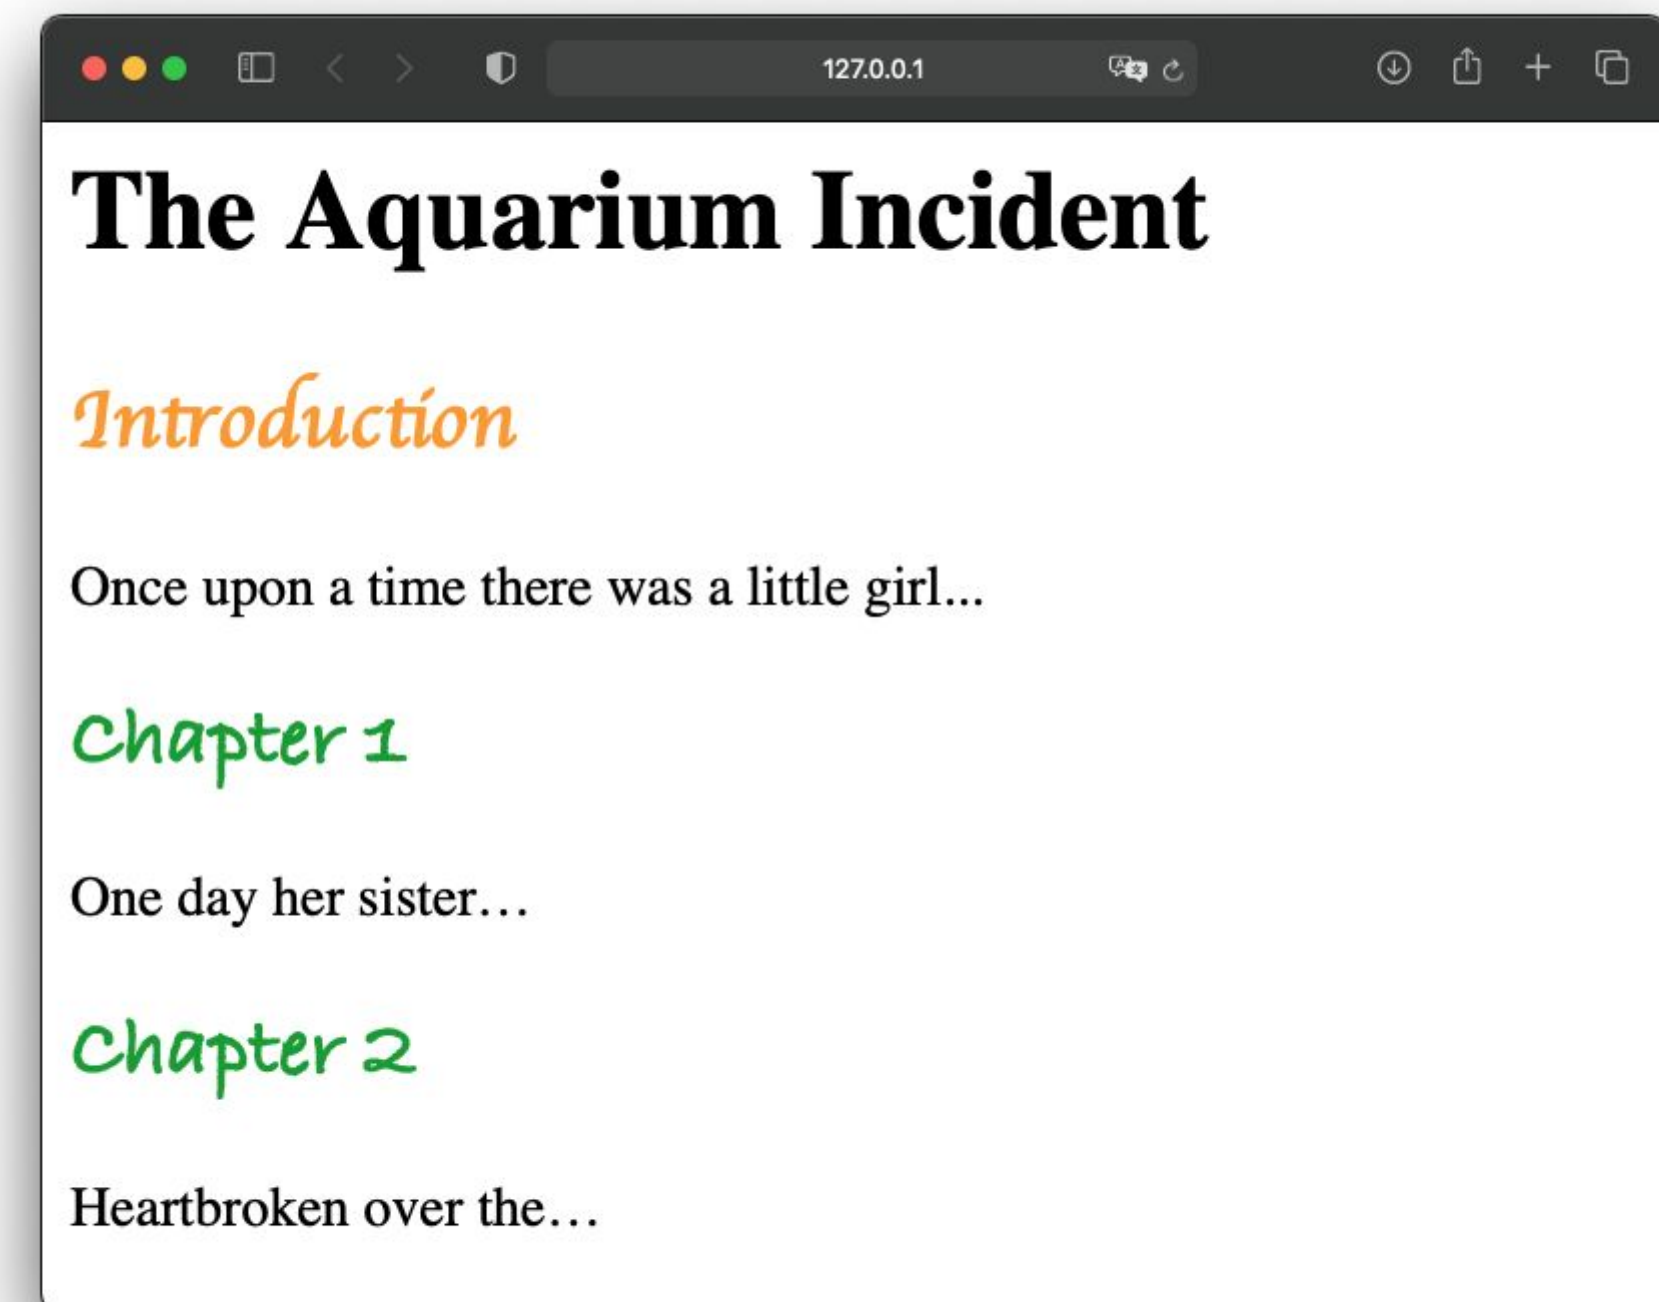 127.0.0.1
The Aquarium Incident
Introduction
Once upon a time there was a little girl...
Chapter 1
One day her sister…
Chapter 2
Heartbroken over the…